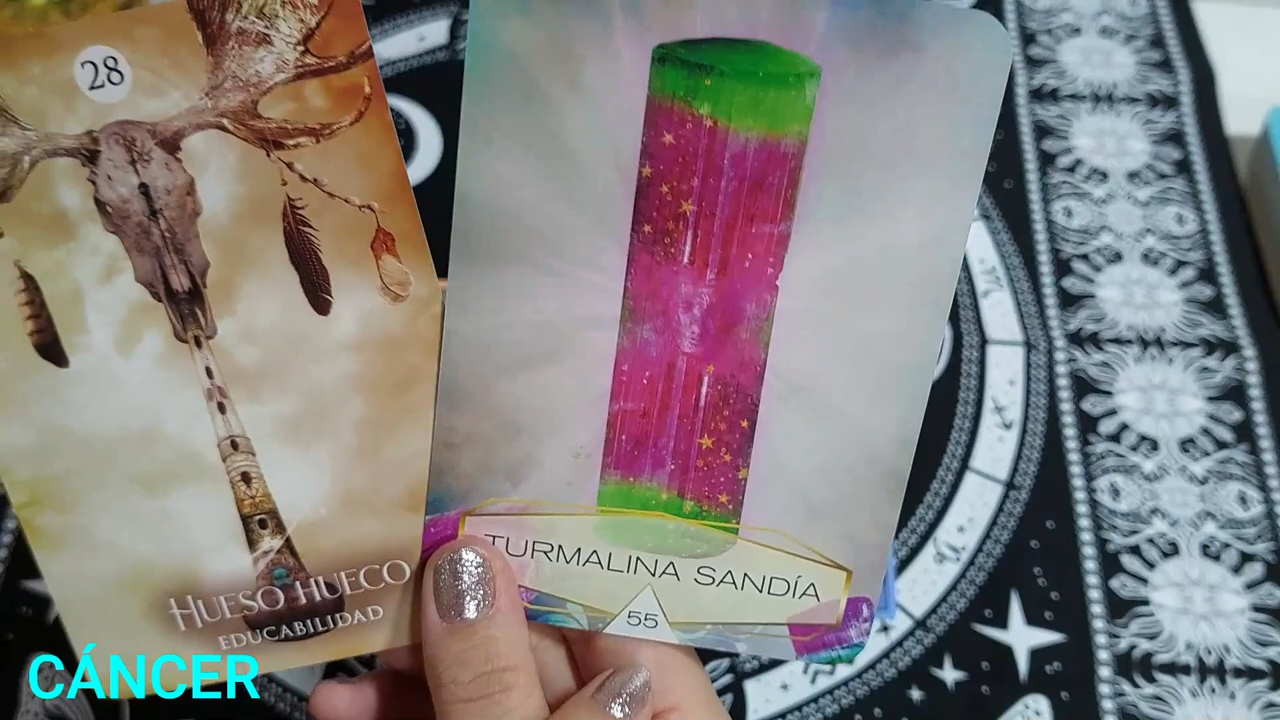 28
HUESO HUECO
EDUCABILIDAD
TURMALINA SANDÍA
55
CÁNCER